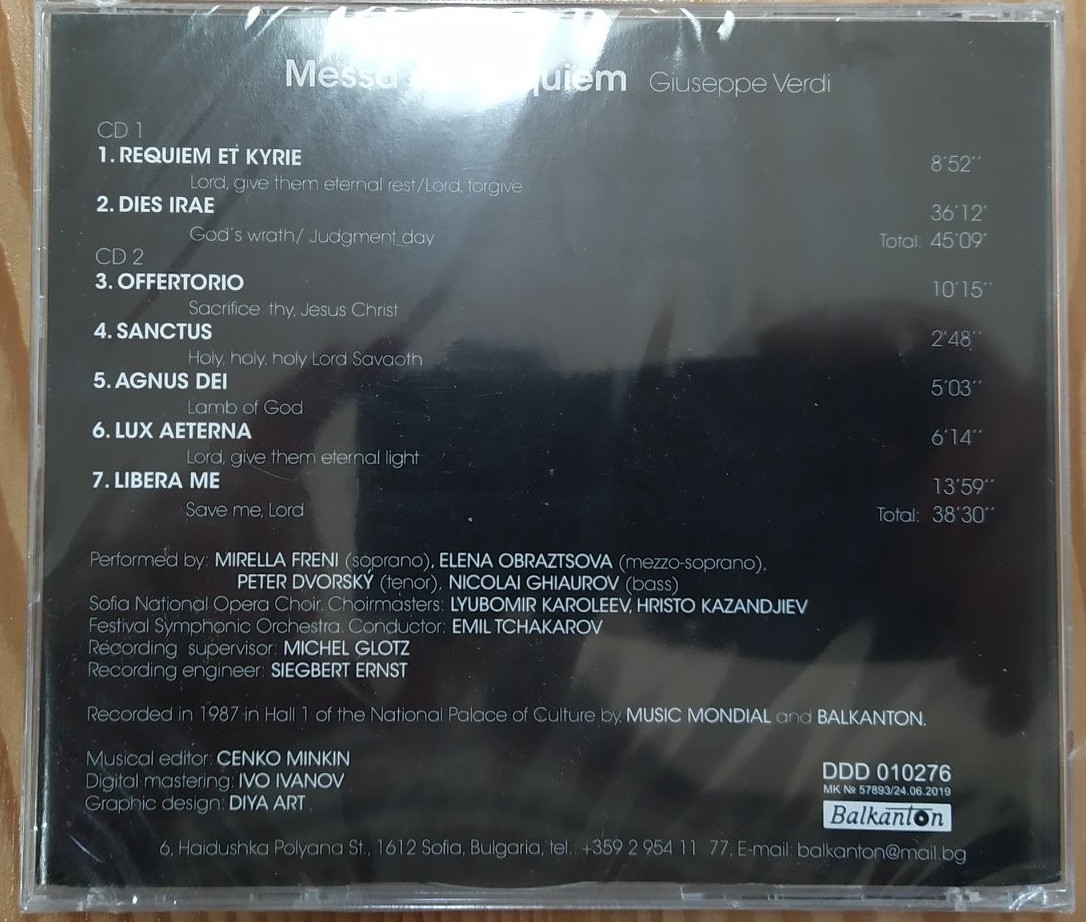 Messa quiem Giuseppe Verdi
CD 1
1. REQUIEM ET KYRIE 8'52''
Lord, give them eternal rest/Lord, forgive
2. DIES IRAE 36'12'
God's wrath/ Judgment day Total: 45'09'
CD 2
3. OFFERTORIO 10'15''
Sacrifice: thy, Jesus Christ
4. SANCTUS 2'48''
Holy, holy, holy Lord Savaoth
5. AGNUS DEI 5'03''
Lamb of God
6. LUX AETERNA 6'14''
Lord, give them eternal light
7. LIBERA ME 13'59''
Save me, Lord Total: 38'30''
Performed by: MIRELLA FRENI (soprano), ELENA OBRAZTSOVA (mezzo-soprano),
PETER DVORSKÝ (tenor), NICOLAI GHIAUROV (bass)
Sofia National Opera Choir. Choirmasters: LYUBOMIR KAROLEEV, HRISTO KAZANDJIEV
Festival Symphonic Orchestra. Conductor: EMIL TCHAKAROV
Recording supervisor: MICHEL GLOTZ
Recording engineer: SIEGBERT ERNST
Recorded in 1987 in Hall 1 of the National Palace of Culture by MUSIC MONDIAL and BALKANTON.
Musical editor: CENKO MINKIN
Digital mastering: IVO IVANOV
Graphic design: DIYA ART
DDD 010276
MK № 57893/24.06.2019
Balkanton
6, Haidushka Polyana St., 1612 Sofia, Bulgaria, tel.: +359 2 954 11 77, E-mail: balkanton@mail.bg